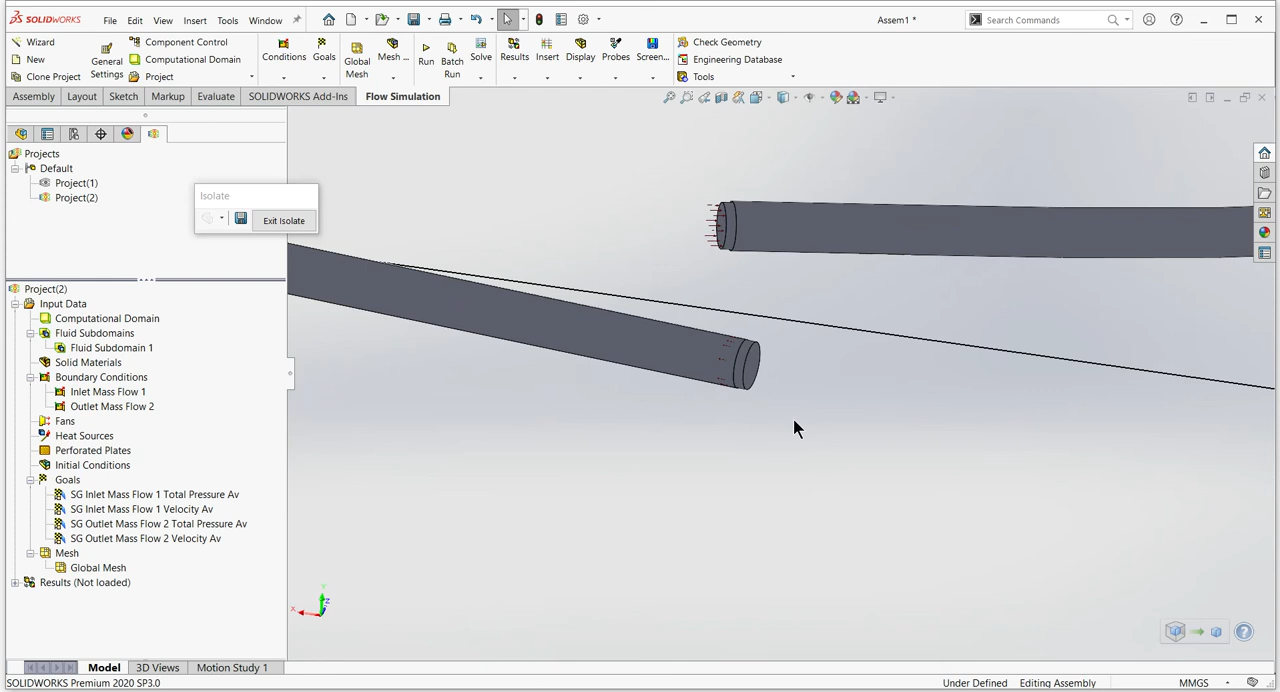 SOLIDWORKS File Edit View Insert Tools Window Assem1 * Search Commands
Wizard
New
Clone Project
General Settings
Component Control
Computational Domain
Project
Conditions
Goals
Global Mesh
Mesh ...
Run
Batch Run
Solve
Results
Insert
Display
Probes
Screen...
Check Geometry
Engineering Database
Tools
Assembly Layout Sketch Markup Evaluate SOLIDWORKS Add-Ins Flow Simulation
Projects
Default
Project(1)
Project(2)
Isolate
Exit Isolate
Project(2)
Input Data
Computational Domain
Fluid Subdomains
Fluid Subdomain 1
Solid Materials
Boundary Conditions
Inlet Mass Flow 1
Outlet Mass Flow 2
Fans
Heat Sources
Perforated Plates
Initial Conditions
Goals
SG Inlet Mass Flow 1 Total Pressure Av
SG Inlet Mass Flow 1 Velocity Av
SG Outlet Mass Flow 2 Total Pressure Av
SG Outlet Mass Flow 2 Velocity Av
Mesh
Global Mesh
Results (Not loaded)
Y
X
Z
Model 3D Views Motion Study 1
SOLIDWORKS Premium 2020 SP3.0 Under Defined Editing Assembly MMGS